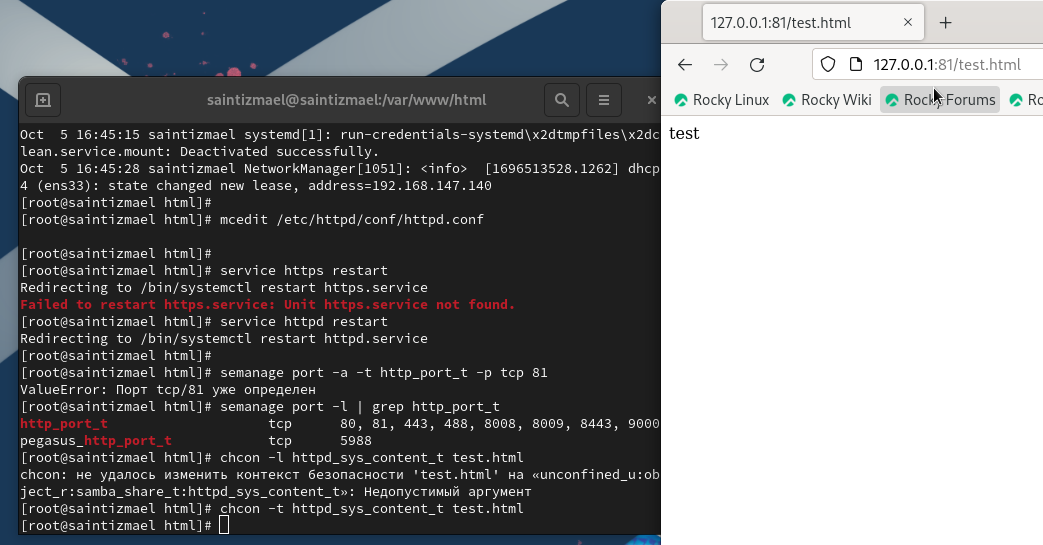 saintizmael@saintizmael:/var/www/html
Oct  5 16:45:15 saintizmael systemd[1]: run-credentials-systemd\x2dtmpfiles\x2dc
lean.service.mount: Deactivated successfully.
Oct  5 16:45:28 saintizmael NetworkManager[1051]: <info>  [1696513528.1262] dhcp
4 (ens33): state changed new lease, address=192.168.147.140
[root@saintizmael html]#
[root@saintizmael html]# mcedit /etc/httpd/conf/httpd.conf
[root@saintizmael html]#
[root@saintizmael html]# service https restart
Redirecting to /bin/systemctl restart https.service
Failed to restart https.service: Unit https.service not found.
[root@saintizmael html]# service httpd restart
Redirecting to /bin/systemctl restart httpd.service
[root@saintizmael html]#
[root@saintizmael html]# semanage port -a -t http_port_t -p tcp 81
ValueError: Порт tcp/81 уже определен
[root@saintizmael html]# semanage port -l | grep http_port_t
http_port_t                    tcp      80, 81, 443, 488, 8008, 8009, 8443, 9000
pegasus_http_port_t            tcp      5988
[root@saintizmael html]# chcon -l httpd_sys_content_t test.html
chcon: не удалось изменить контекст безопасности 'test.html' на «unconfined_u:ob
ject_r:samba_share_t:httpd_sys_content_t»: Недопустимый аргумент
[root@saintizmael html]# chcon -t httpd_sys_content_t test.html
[root@saintizmael html]#
127.0.0.1:81/test.html
127.0.0.1:81/test.html
Rocky Linux Rocky Wiki Rocky Forums Ro
test